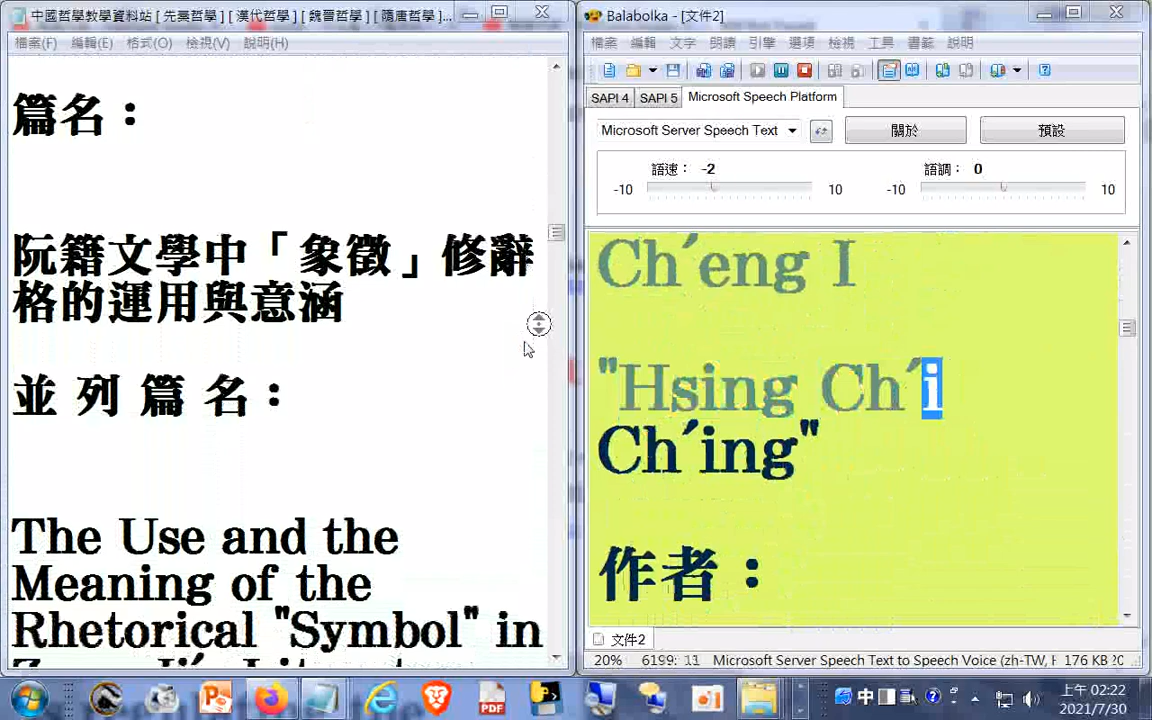 中國哲學教學資料站 [ 先秦哲學 ] [ 漢代哲學 ] [ 魏晉哲學 ] [ 隋唐哲學 ]...
檔案(F) 編輯(E) 格式(O) 檢視(V) 說明(H)
篇名：
阮籍文學中「象徵」修辭
格的運用與意涵
並 列 篇 名：
The Use and the
Meaning of the
Rhetorical "Symbol" in
Balabolka - [文件2]
檔案 編輯 文字 朗讀 引擎 選項 檢視 工具 書籤 說明
SAPI 4 SAPI 5 Microsoft Speech Platform
Microsoft Server Speech Text 關於 預設
語速： -2 語調： 0
-10 10 -10 10
Ch´eng I
"Hsing Ch´i
Ch´ing"
作者：
文件2
20% 6199: 11 Microsoft Server Speech Text to Speech Voice (zh-TW, H 176 KB
中
上午 02:22
2021/7/30